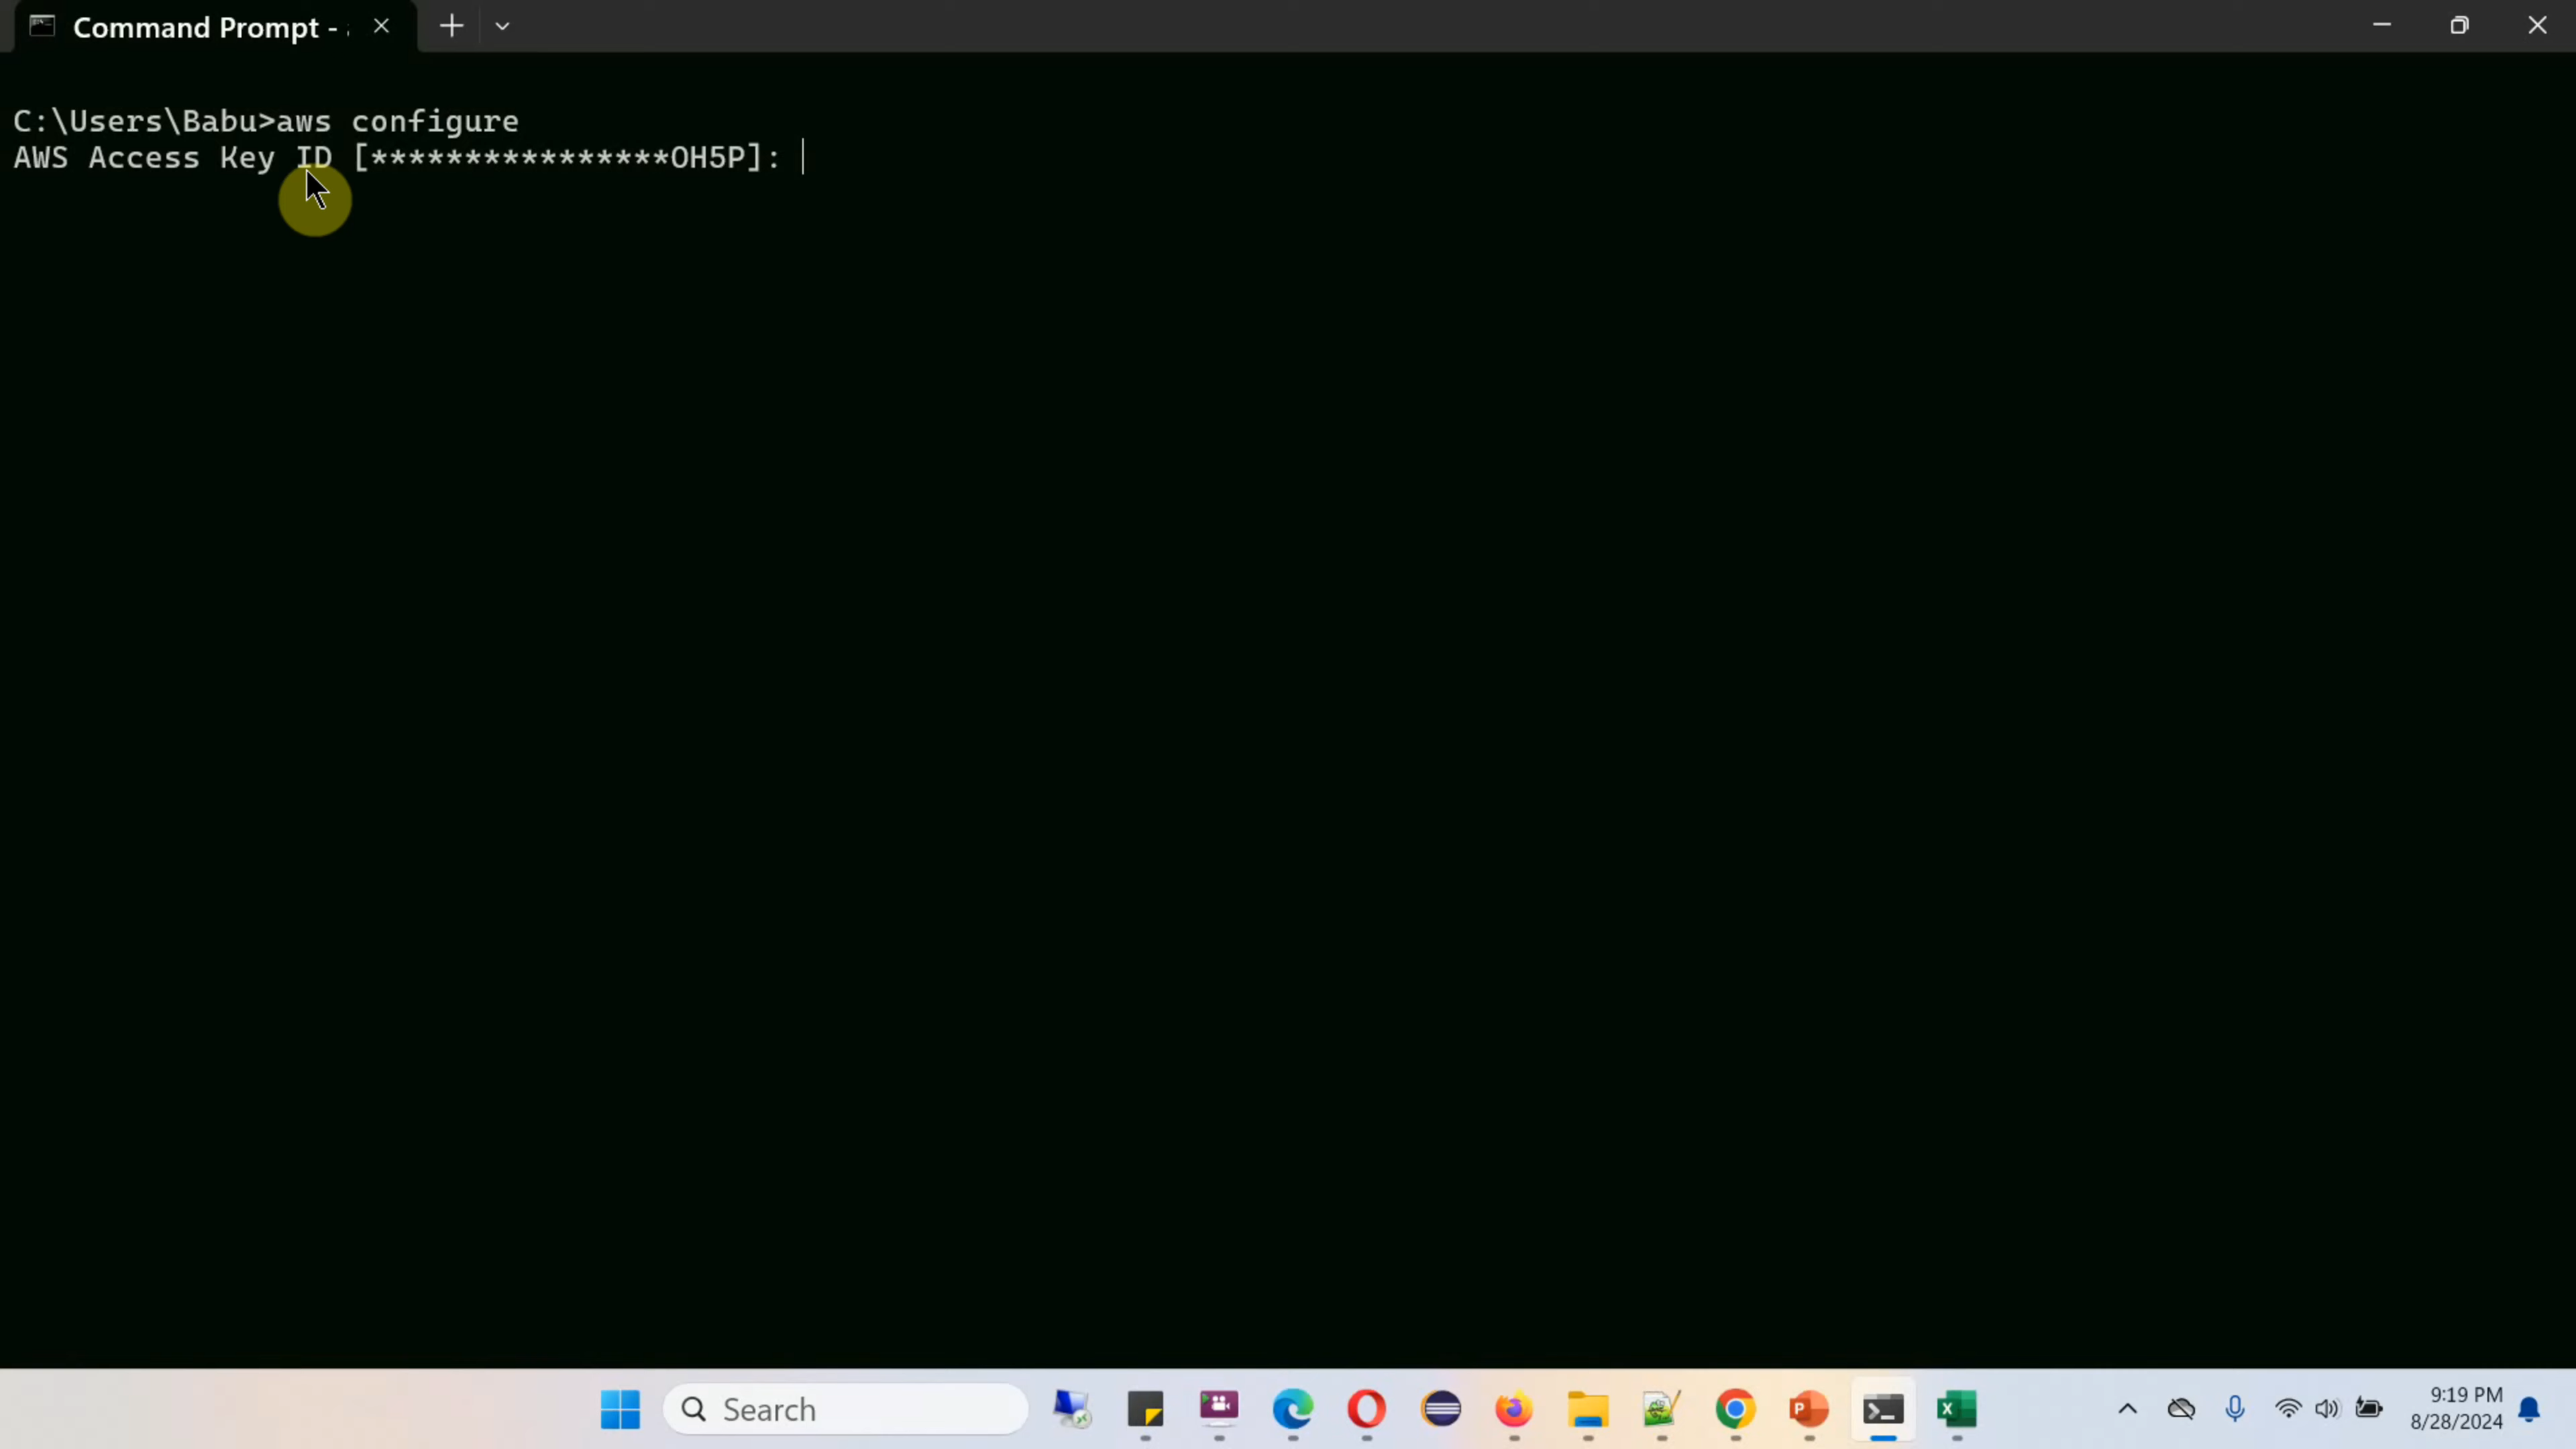 Command Prompt -
C:\Users\Babu>aws configure
AWS Access Key ID [****************OH5P]:
Search
9:19 PM
8/28/2024